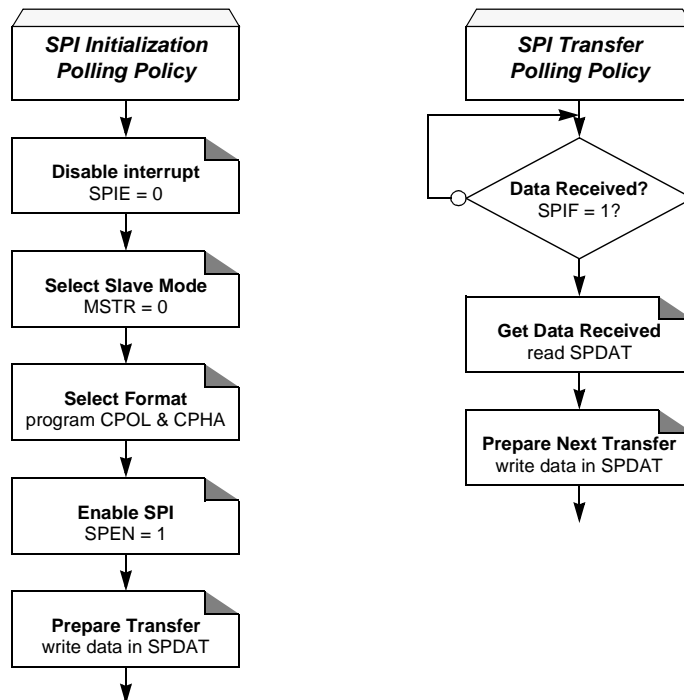 SPI Initialization
Polling Policy
Disable interrupt
SPIE = 0
Select Slave Mode
MSTR = 0
Select Format
program CPOL & CPHA
Enable SPI
SPEN = 1
Prepare Transfer
write data in SPDAT
SPI Transfer
Polling Policy
Data Received?
SPIF = 1?
Get Data Received
read SPDAT
Prepare Next Transfer
write data in SPDAT